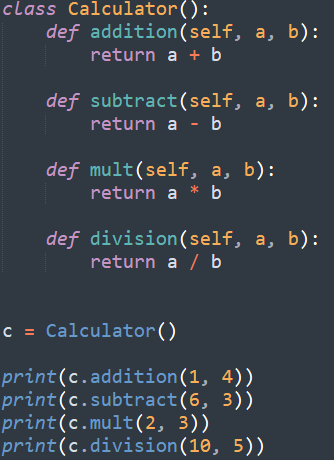 class Calculator():
    def addition(self, a, b):
        return a + b

    def subtract(self, a, b):
        return a - b

    def mult(self, a, b):
        return a * b

    def division(self, a, b):
        return a / b


c = Calculator()

print(c.addition(1, 4))
print(c.subtract(6, 3))
print(c.mult(2, 3))
print(c.division(10, 5))